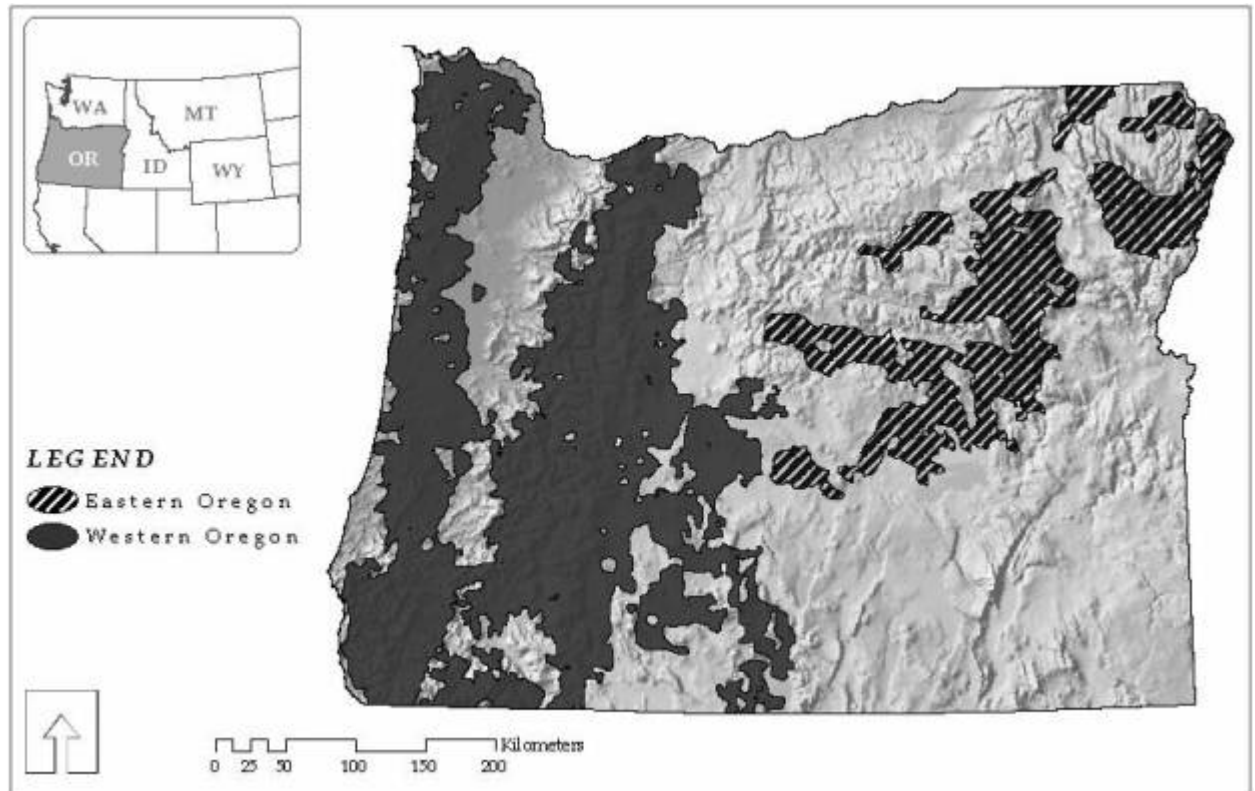 WA
MT
OR
ID
WY
LEGEND
Eastern Oregon
Western Oregon
Kilometers
0 25 50 100 150 200